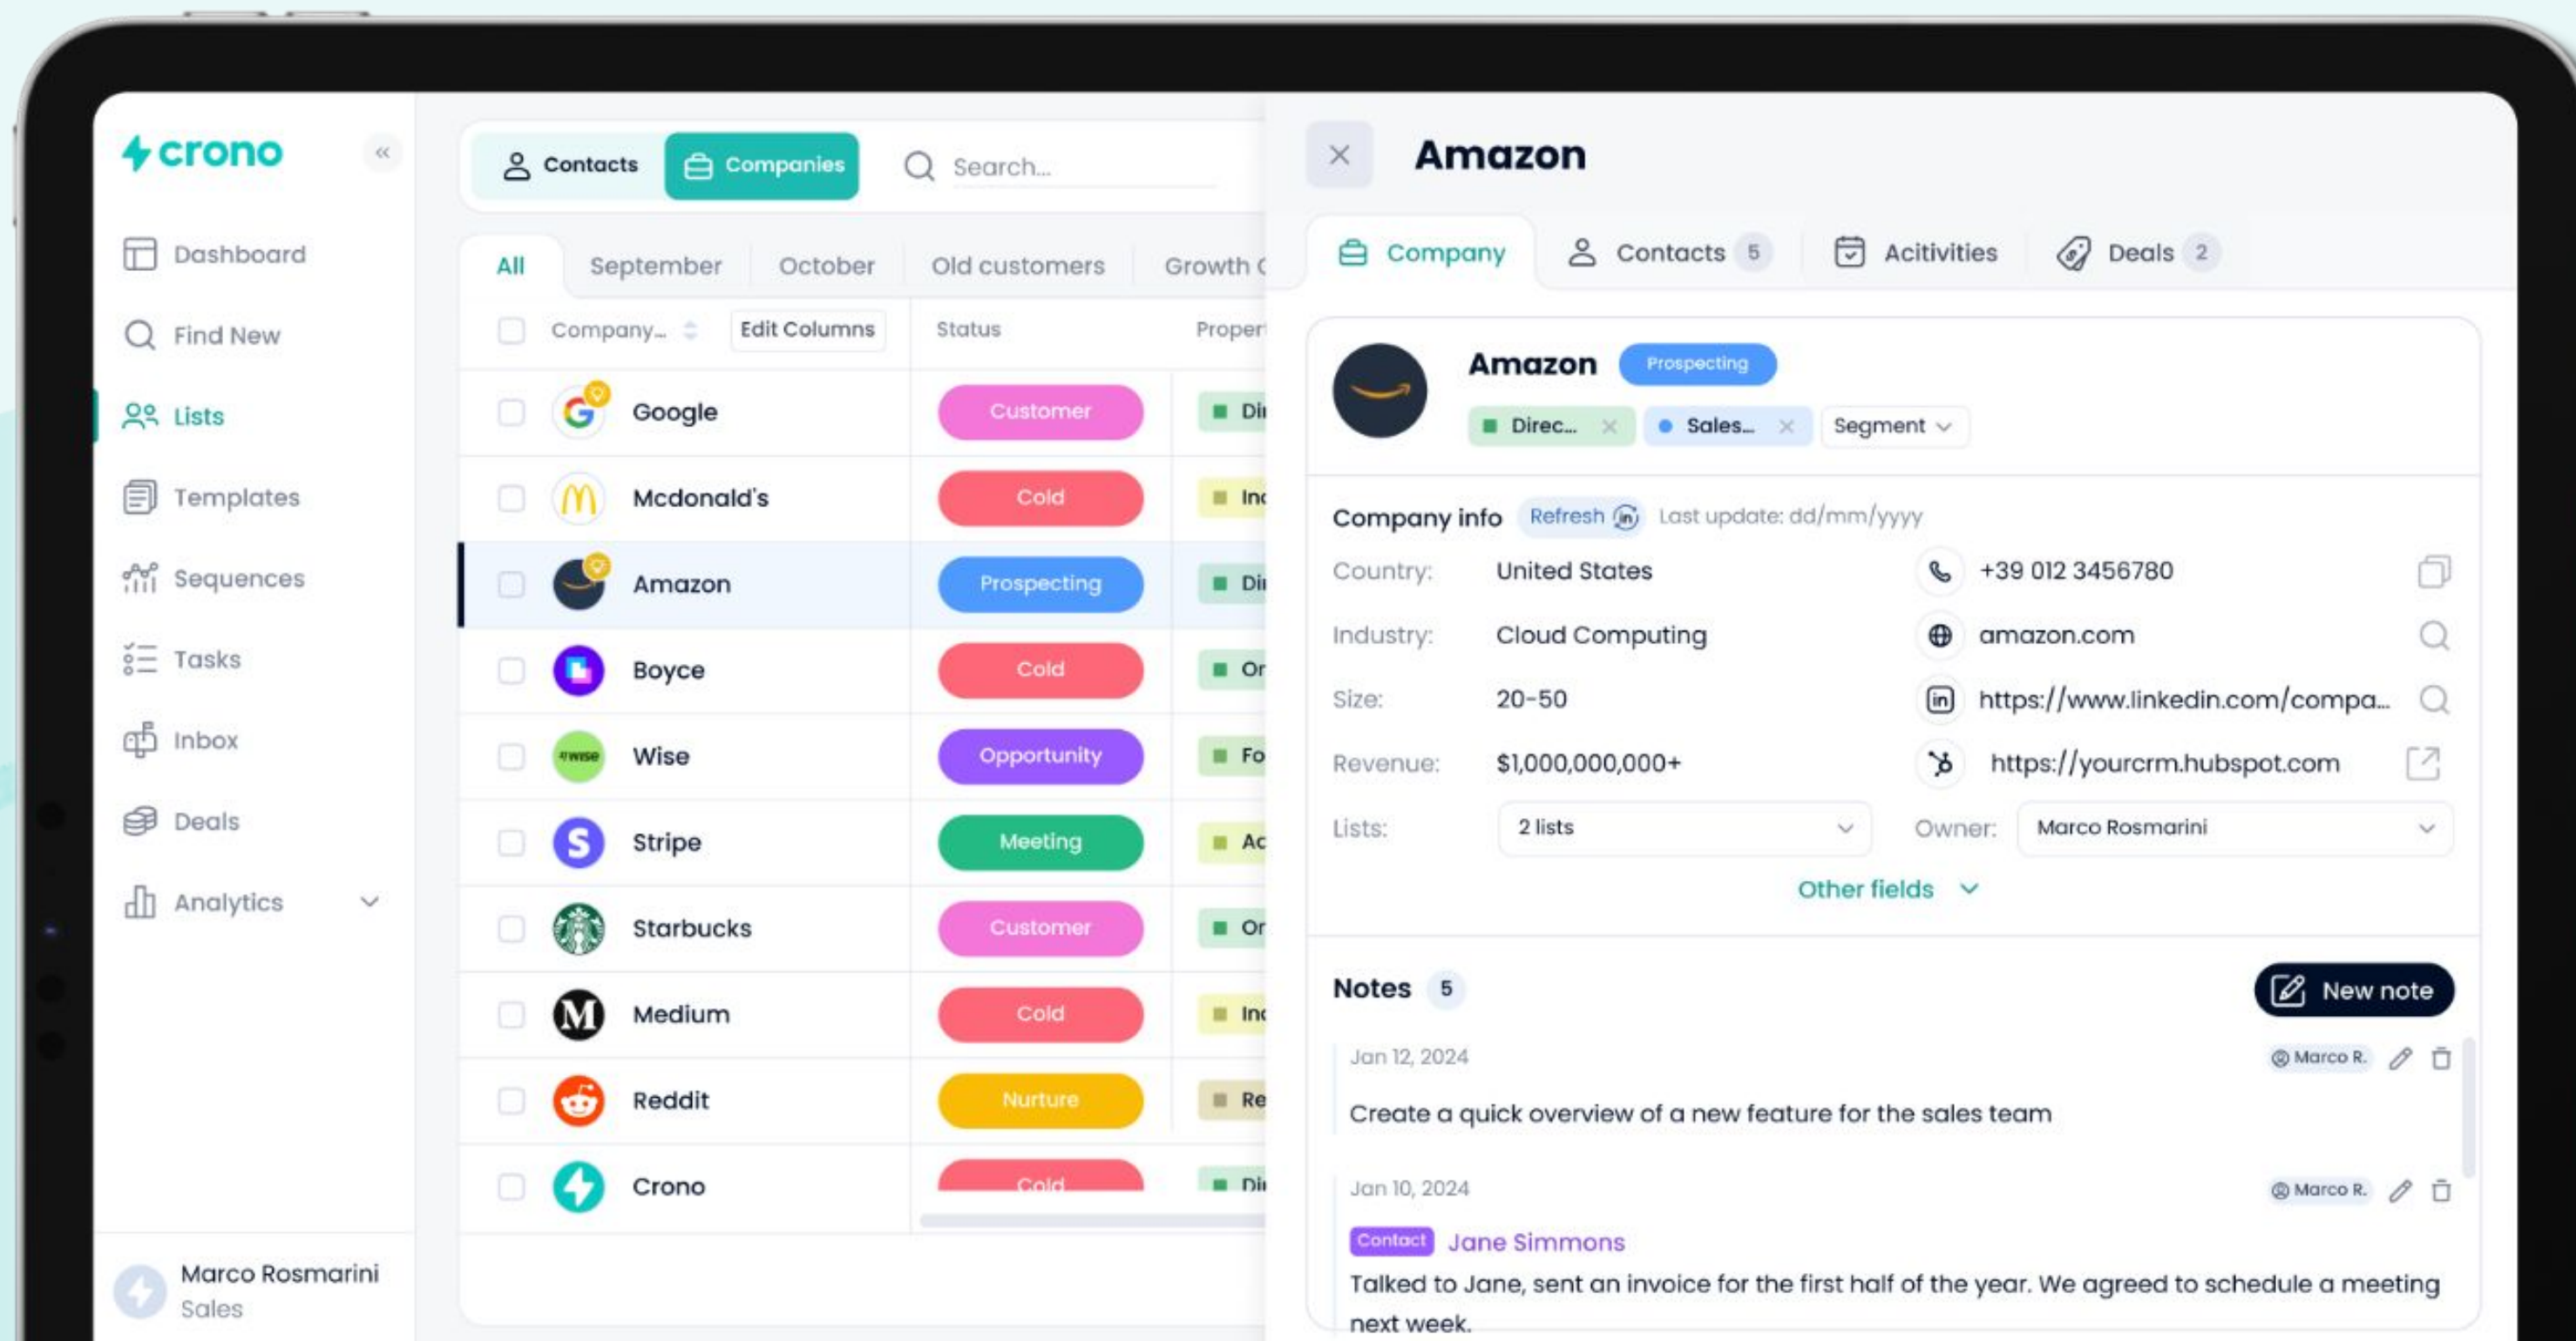 crono
Dashboard
Find New
Lists
Templates
Sequences
Tasks
Inbox
Deals
Analytics
Marco Rosmarini
Sales
Contacts
Companies
Search...
All
September
October
Old customers
Growth
Company...
Edit Columns
Status
Google
Customer
Mcdonald's
Cold
Amazon
Prospecting
Boyce
Cold
Wise
Opportunity
Stripe
Meeting
Starbucks
Customer
Medium
Cold
Reddit
Nurture
Crono
Cold
Amazon
Company
Contacts 5
Acitivities
Deals 2
Amazon
Prospecting
Direc...
Sales...
Segment
Company info
Refresh
Last update: dd/mm/yyyy
Country: United States
+39 012 3456780
Industry: Cloud Computing
amazon.com
Size: 20-50
https://www.linkedin.com/compa...
Revenue: $1,000,000,000+
https://yourcrm.hubspot.com
Lists: 2 lists
Owner: Marco Rosmarini
Other fields
Notes 5
New note
Jan 12, 2024
Marco R.
Create a quick overview of a new feature for the sales team
Jan 10, 2024
Marco R.
Contact Jane Simmons
Talked to Jane, sent an invoice for the first half of the year. We agreed to schedule a meeting
next week.